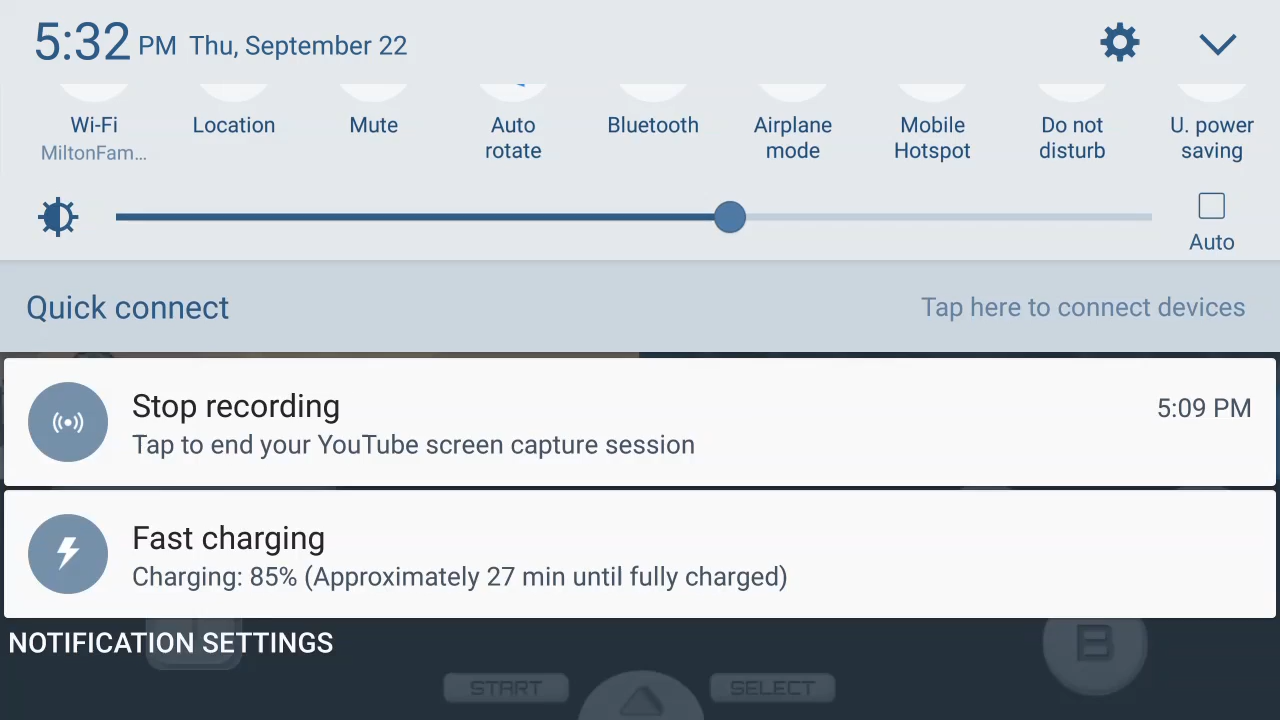 5:32 PM Thu, September 22
Wi-Fi Location Mute Auto rotate Bluetooth Airplane mode Mobile Hotspot Do not disturb U. power saving
MiltonFam...
Auto
Quick connect Tap here to connect devices
Stop recording 5:09 PM
Tap to end your YouTube screen capture session
Fast charging
Charging: 85% (Approximately 27 min until fully charged)
NOTIFICATION SETTINGS
B
START SELECT